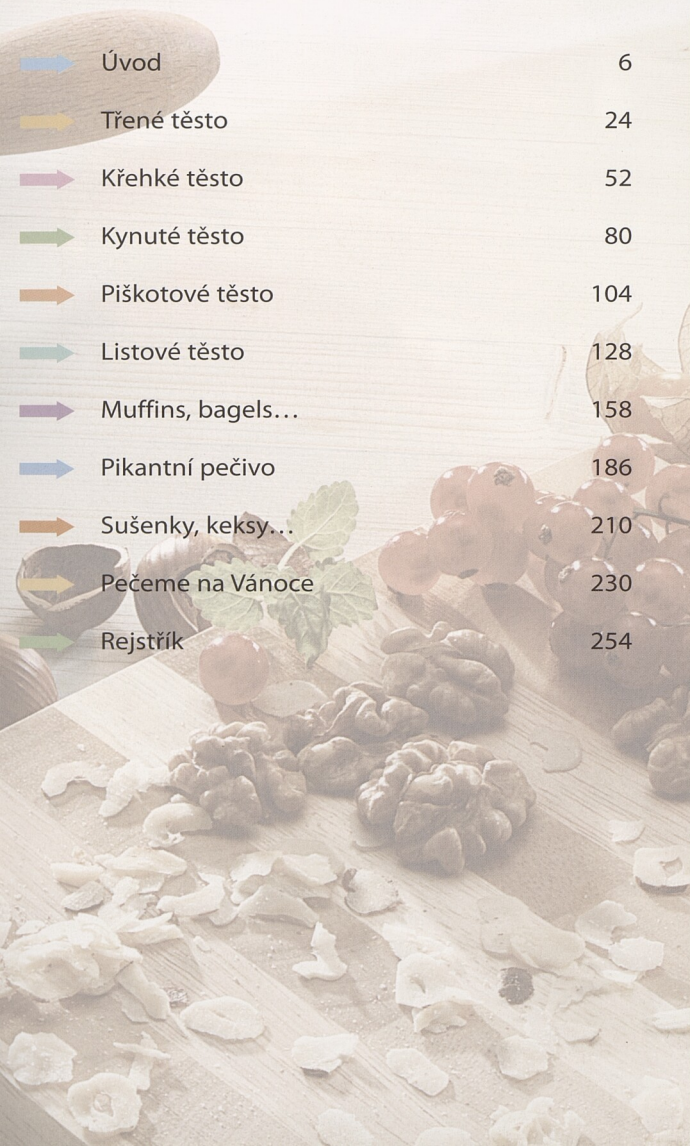 Úvod 6
Třené těsto 24
Křehké těsto 52
Kynuté těsto 80
Piškotové těsto 104
Listové těsto 128
Muffins, bagels… 158
Pikantní pečivo 186
Sušenky, keksy… 210
Pečeme na Vánoce 230
Rejstřík 254